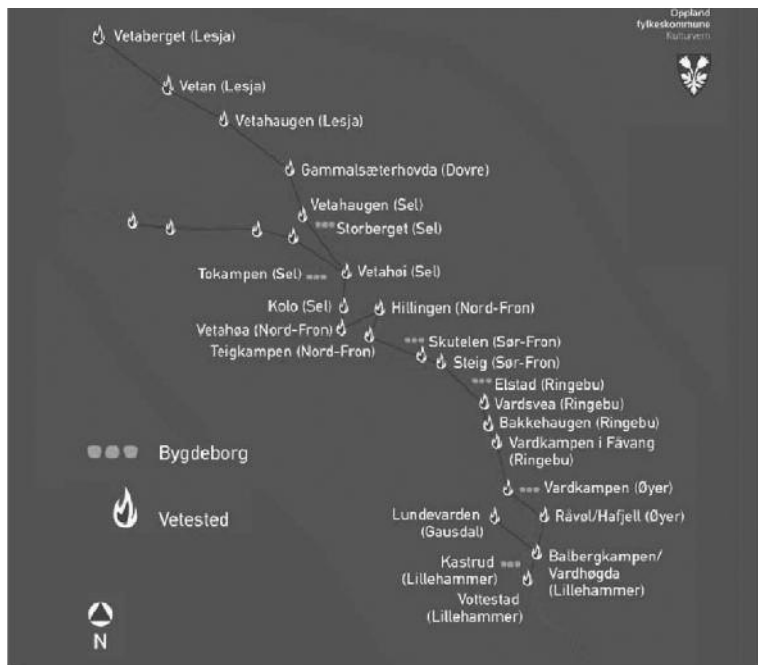 Oppland
fylkeskommune
Kulturvern
Vetaberget (Lesja)
Vetan (Lesja)
Vetahaugen (Lesja)
Gammalsæterhovda (Dovre)
Vetahaugen (Sel)
Storberget (Sel)
Tokampen (Sel)
Vetahøi (Sel)
Kolo (Sel)
Hillingen (Nord-Fron)
Vetahøa (Nord-Fron)
Teigkampen (Nord-Fron)
Skutelen (Sør-Fron)
Steig (Sør-Fron)
Elstad (Ringebu)
Vardsvea (Ringebu)
Bakkehaugen (Ringebu)
Vardkampen i Fåvang
(Ringebu)
Bygdeborg
Vardkampen (Øyer)
Vetested
Lundevarden
(Gausdal)
Råvøl/Hafjell (Øyer)
Balbergkampen/
Vardhøgda
(Lillehammer)
Kastrud
(Lillehammer)
Vottestad
(Lillehammer)
N